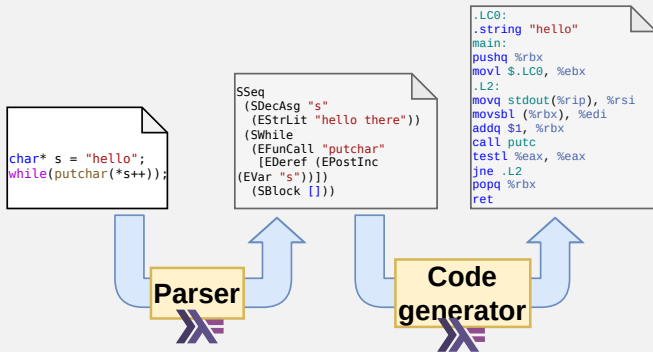 char* s = "hello";
while(putchar(*s++));
SSeq
(SDecAsg "s"
(EStrLit "hello there"))
(SWhile
(EFunCall "putchar"
[EDeref (EPostInc
(EVar "s"))])
(SBlock []))
.LC0:
.string "hello"
main:
pushq %rbx
movl $.LC0, %ebx
.L2:
movq stdout(%rip), %rsi
movsbl (%rbx), %edi
addq $1, %rbx
call putc
testl %eax, %eax
jne .L2
popq %rbx
ret
Parser
Code
generator